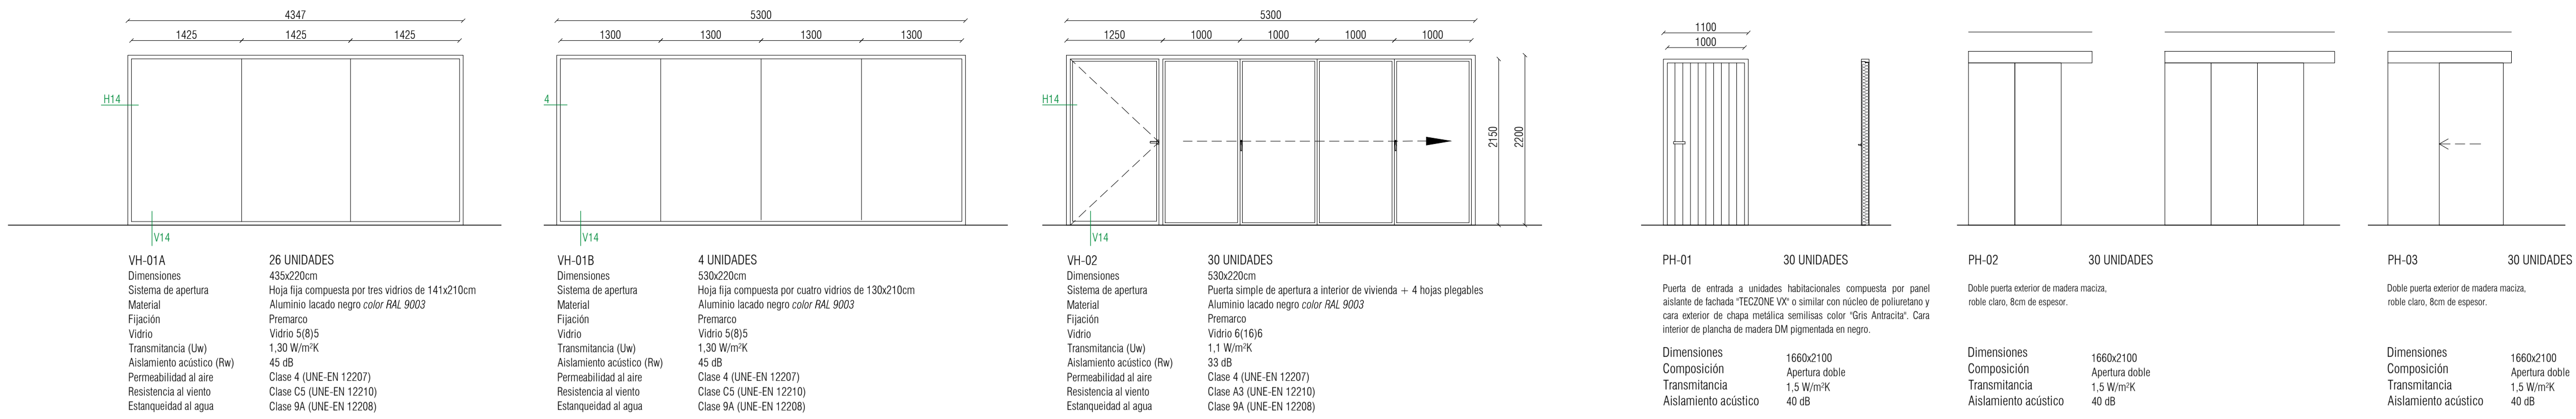 4347
1425 1425 1425
H14
V14
VH-01A 26 UNIDADES
Dimensiones 435x220cm
Sistema de apertura Hoja fija compuesta por tres vidrios de 141x210cm
Material Aluminio lacado negro color RAL 9003
Fijación Premarco
Vidrio Vidrio 5(8)5
Transmitancia (Uw) 1,30 W/m²K
Aislamiento acústico (Rw) 45 dB
Permeabilidad al aire Clase 4 (UNE-EN 12207)
Resistencia al viento Clase C5 (UNE-EN 12210)
Estanqueidad al agua Clase 9A (UNE-EN 12208)
5300
1300 1300 1300 1300
4
V14
VH-01B 4 UNIDADES
Dimensiones 530x220cm
Sistema de apertura Hoja fija compuesta por cuatro vidrios de 130x210cm
Material Aluminio lacado negro color RAL 9003
Fijación Premarco
Vidrio Vidrio 5(8)5
Transmitancia (Uw) 1,30 W/m²K
Aislamiento acústico (Rw) 45 dB
Permeabilidad al aire Clase 4 (UNE-EN 12207)
Resistencia al viento Clase C5 (UNE-EN 12210)
Estanqueidad al agua Clase 9A (UNE-EN 12208)
5300
1250 1000 1000 1000 1000
H14
2150
2200
V14
VH-02 30 UNIDADES
Dimensiones 530x220cm
Sistema de apertura Puerta simple de apertura a interior de vivienda + 4 hojas plegables
Material Aluminio lacado negro color RAL 9003
Fijación Premarco
Vidrio Vidrio 6(16)6
Transmitancia (Uw) 1,1 W/m²K
Aislamiento acústico (Rw) 33 dB
Permeabilidad al aire Clase 4 (UNE-EN 12207)
Resistencia al viento Clase A3 (UNE-EN 12210)
Estanqueidad al agua Clase 9A (UNE-EN 12208)
1100
1000
PH-01 30 UNIDADES
Puerta de entrada a unidades habitacionales compuesta por panel
aislante de fachada "TECZONE VX" o similar con núcleo de poliuretano y
cara exterior de chapa metálica semilisas color "Gris Antracita". Cara
interior de plancha de madera DM pigmentada en negro.
Dimensiones 1660x2100
Composición Apertura doble
Transmitancia 1,5 W/m²K
Aislamiento acústico 40 dB
PH-02 30 UNIDADES
Doble puerta exterior de madera maciza,
roble claro, 8cm de espesor.
Dimensiones 1660x2100
Composición Apertura doble
Transmitancia 1,5 W/m²K
Aislamiento acústico 40 dB
PH-03 30 UNIDADES
Doble puerta exterior de madera maciza,
roble claro, 8cm de espesor.
Dimensiones 1660x2100
Composición Apertura doble
Transmitancia 1,5 W/m²K
Aislamiento acústico 40 dB